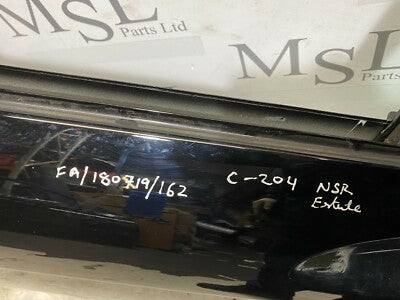 MSL
Parts Ltd
MSL
Parts
FA/180719/162
C-204 NSR
Estate